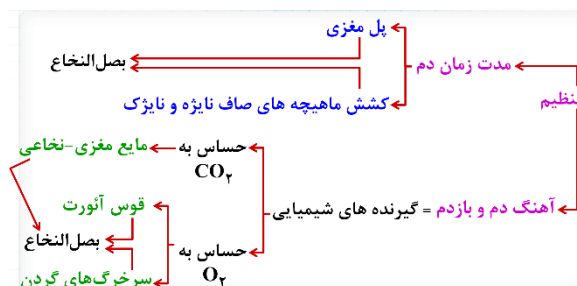 تنظیم
مدت زمان دم
پل مغزی
کشش ماهیچه های صاف نایژه و نایژک
بصل‌النخاع
آهنگ دم و بازدم = گیرنده های شیمیایی
حساس به CO۲
مایع مغزی-نخاعی
حساس به O۲
قوس آئورت
سرخرگ‌های گردن
بصل‌النخاع